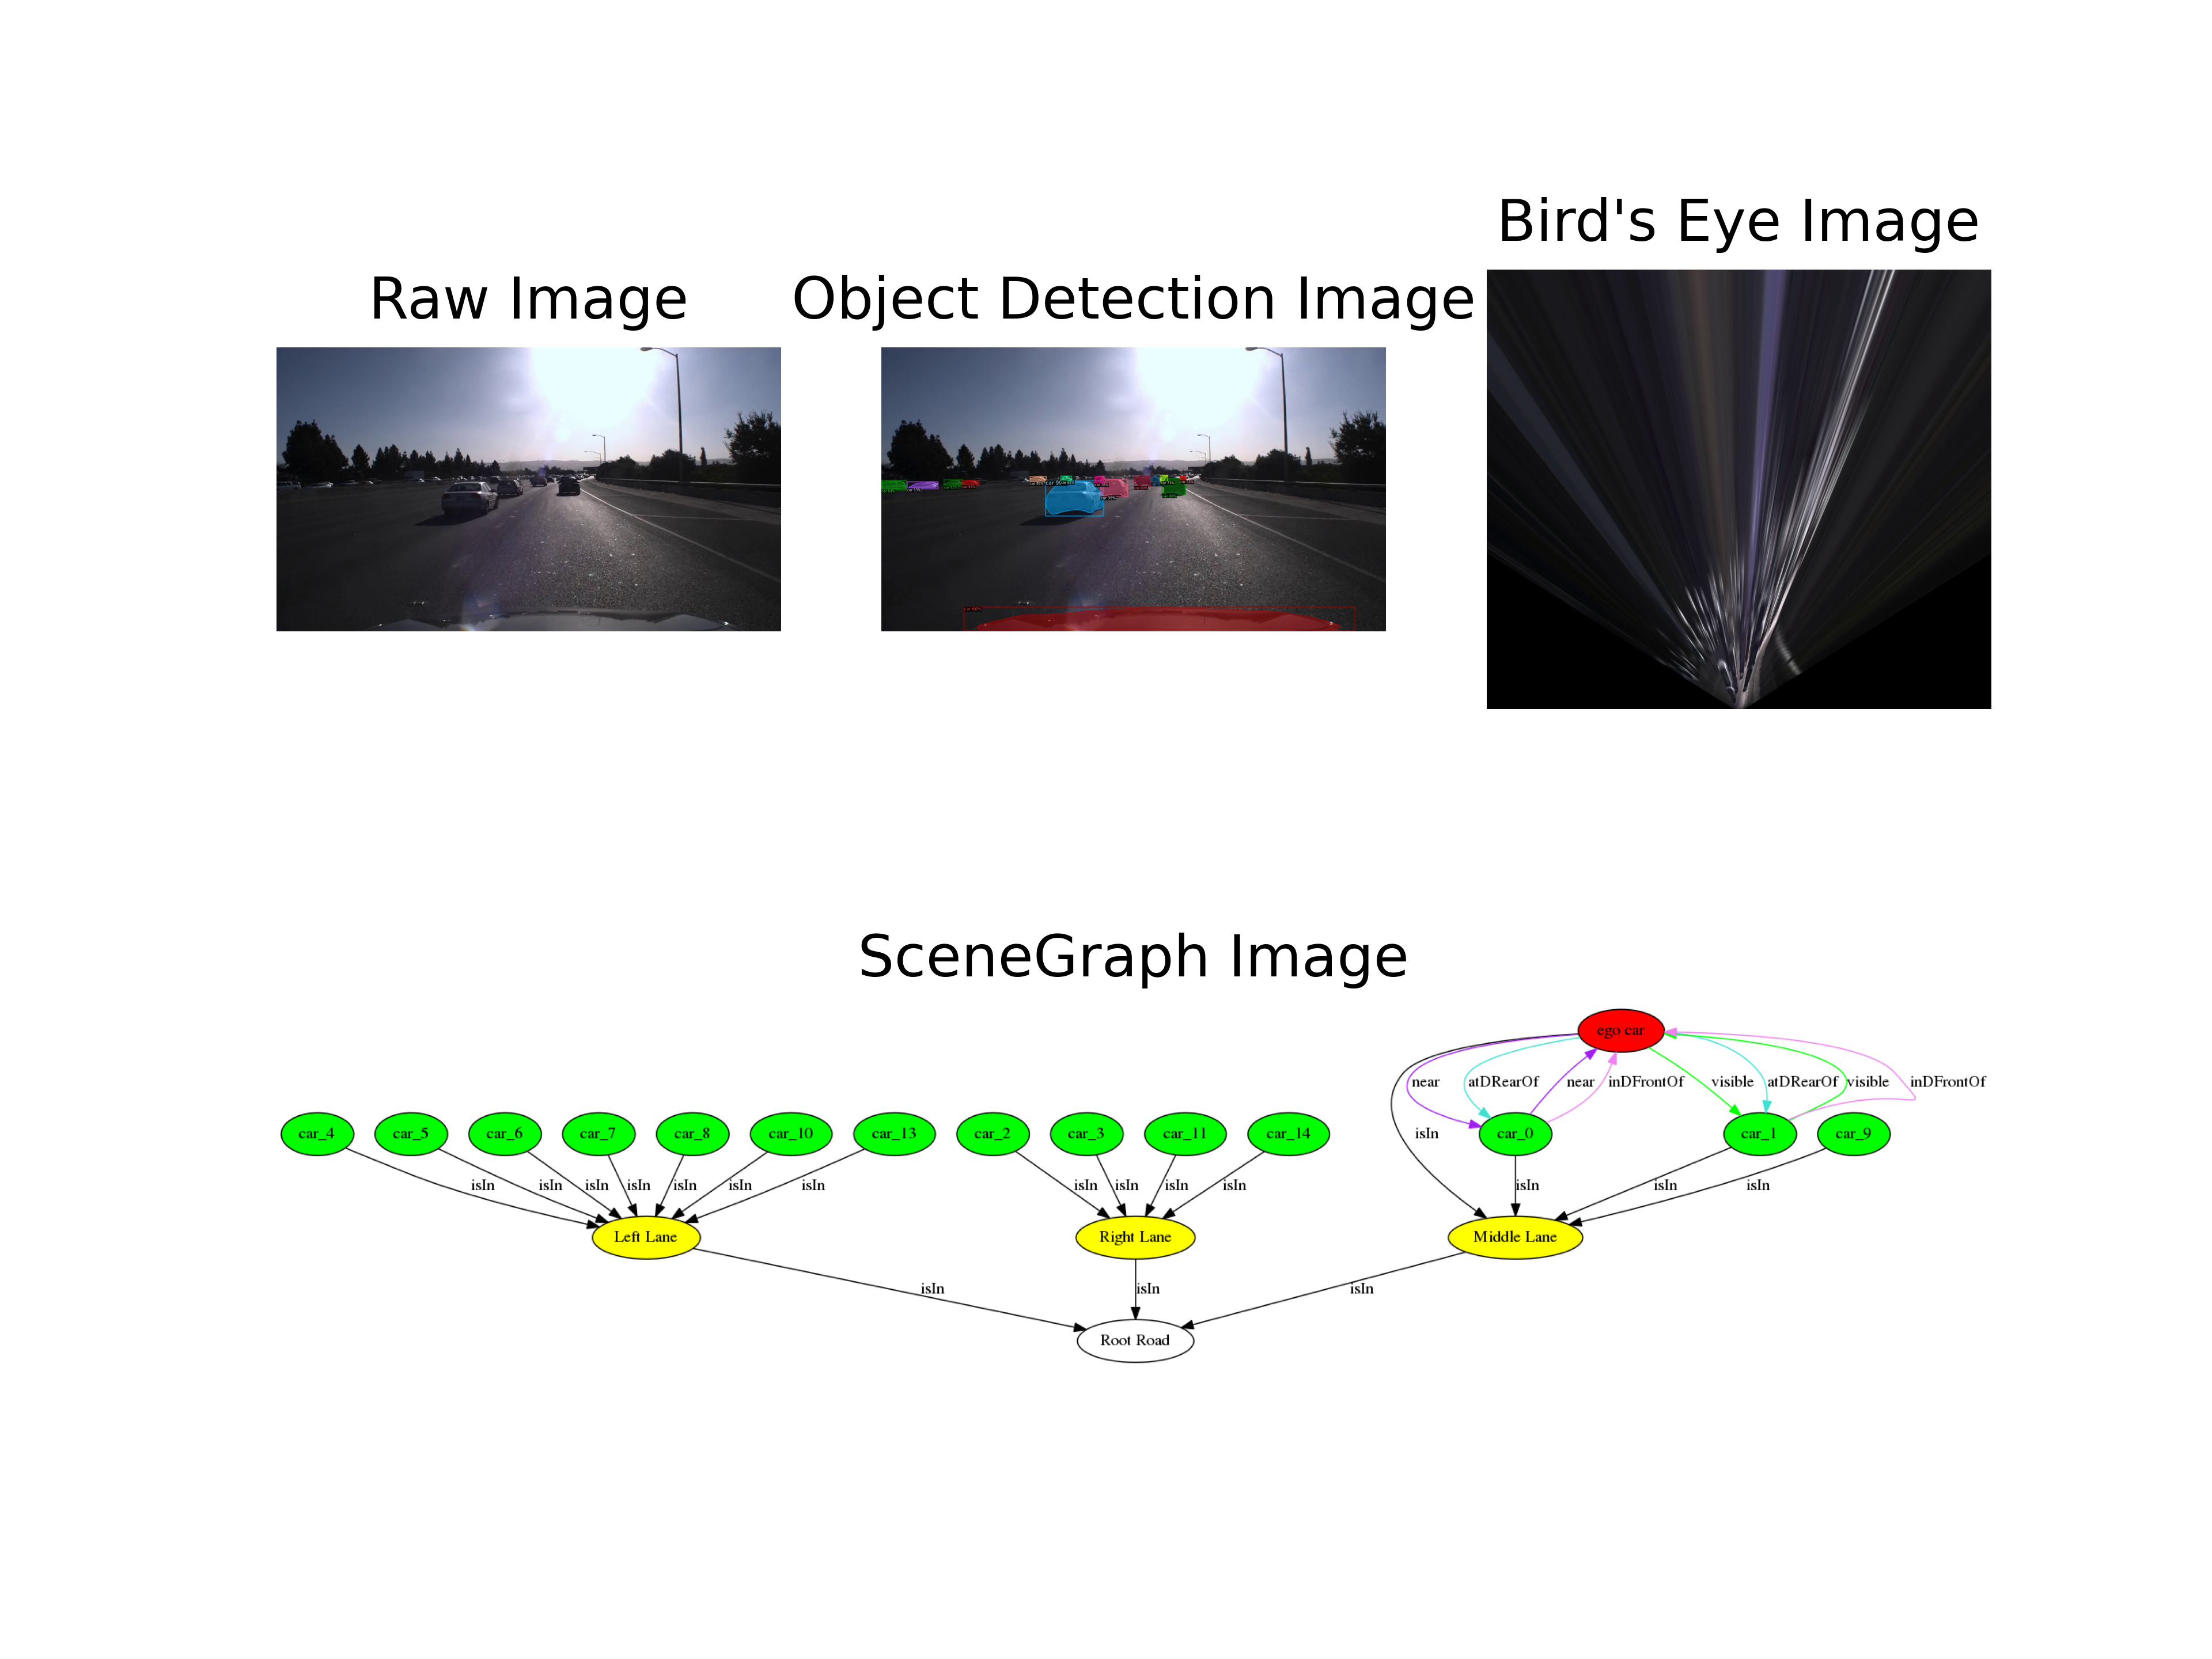 Bird's Eye Image
Raw Image
Object Detection Image
SceneGraph Image
ego car
near
atDRearOf
near
inDFrontOf
visible
atDRearOf
visible
inDFrontOf
car_4
car_5
car_6
car_7
car_8
car_10
car_13
car_2
car_3
car_11
car_14
isIn
car_0
car_1
car_9
isIn
isIn
isIn
isIn
isIn
isIn
isIn
isIn
isIn
isIn
isIn
isIn
isIn
isIn
Left Lane
Right Lane
Middle Lane
isIn
isIn
isIn
Root Road